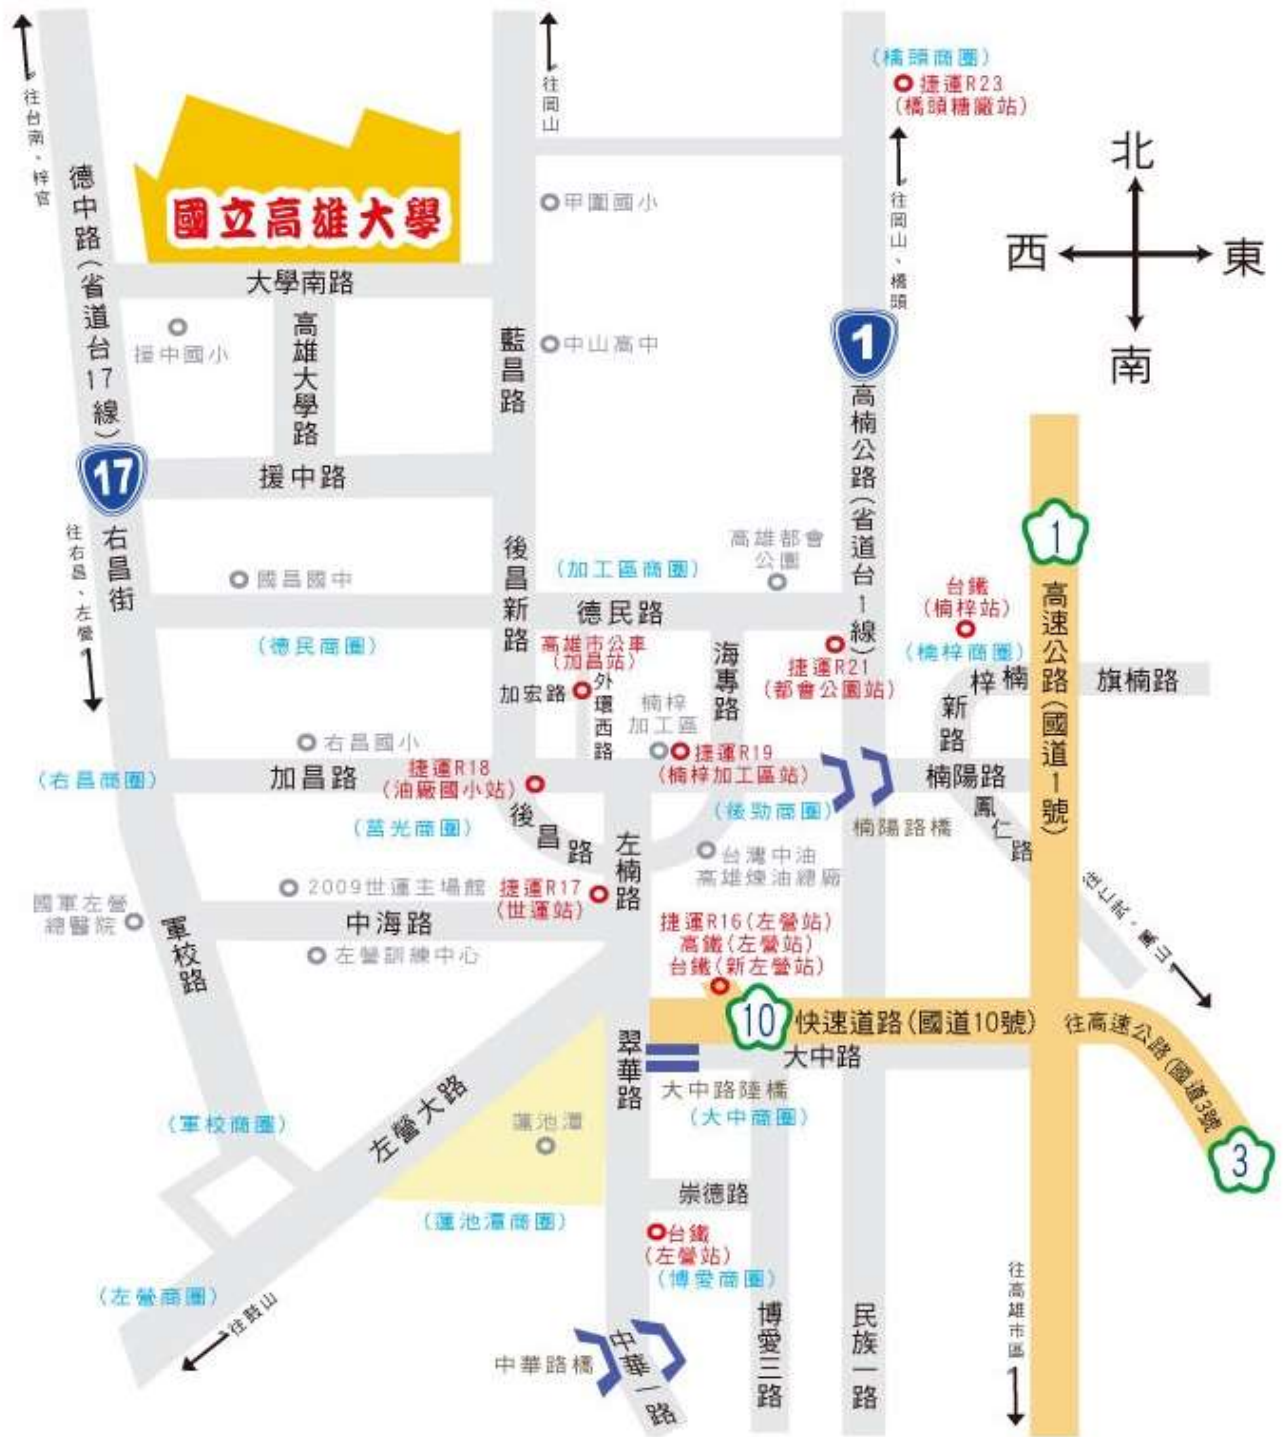 (橋頭商圈)
捷運R23
(橋頭糖廠站)
往台南、梓官
往岡山
北
西
東
南
德中路(省道台17線)
國立高雄大學
甲圍國小
往岡山、橋頭
大學南路
援中國小
高雄大學路
藍昌路
中山高中
1
高楠公路(省道台1線)
17
援中路
往右昌、左營
右昌街
國昌國中
後昌新路
(加工區商圈)
高雄都會
公園
1
高速公路(國道1號)
台鐵
(楠梓站)
(楠梓商圈)
德民路
(德民商圈)
高雄市公車
(加昌站)
加宏路
外環西路
海專路
捷運R21
(都會公園站)
楠梓
加工區
楠梓新路
旗楠路
右昌國小
(右昌商圈)
加昌路
捷運R18
(油廠國小站)
捷運R19
(楠梓加工區站)
楠陽路
(莒光商圈)
後昌路
(後勁商圈)
楠陽路橋
鳳仁路
左楠路
台灣中油
高雄煉油總廠
2009世運主場館
捷運R17
(世運站)
國軍左營
總醫院
中海路
軍校路
左營訓練中心
捷運R16(左營站)
高鐵(左營站)
台鐵(新左營站)
往仁武、鳳山
10
快速道路(國道10號)
往高速公路(國道3號)
3
翠華路
大中路
大中路陸橋
(大中商圈)
(軍校商圈)
左營大路
蓮池潭
崇德路
(蓮池潭商圈)
台鐵
(左營站)
(博愛商圈)
(左營商圈)
往鼓山
往高雄市區
中華路橋
中華一路
博愛三路
民族一路